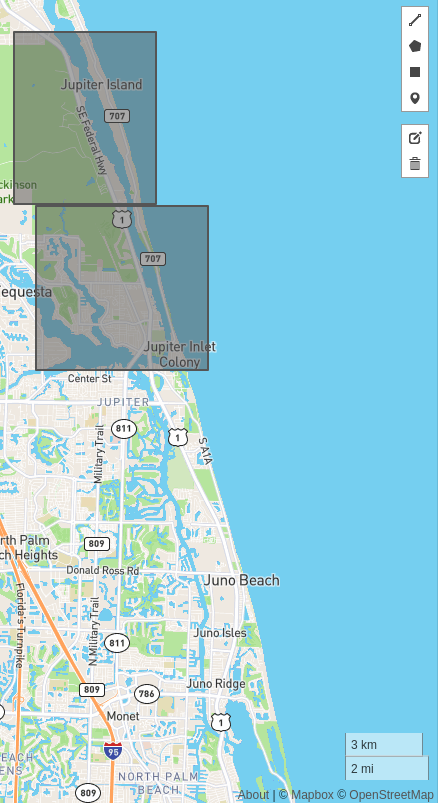 Jupiter Island
707
SE Federal Hwy
ckinson
ark
1
707
equesta
Jupiter Inlet
Colony
Center St
JUPITER
811
1
Military Trail
S A1A
rth Palm
ch Heights
809
Donald Ross Rd
Juno Beach
Florida's Turnpike
N Military Trail
811
Juno Isles
809
786
Juno Ridge
Monet
1
95
EACH
ENS
NORTH PALM
BEACH
809
3 km
2 mi
About | © Mapbox © OpenStreetMap